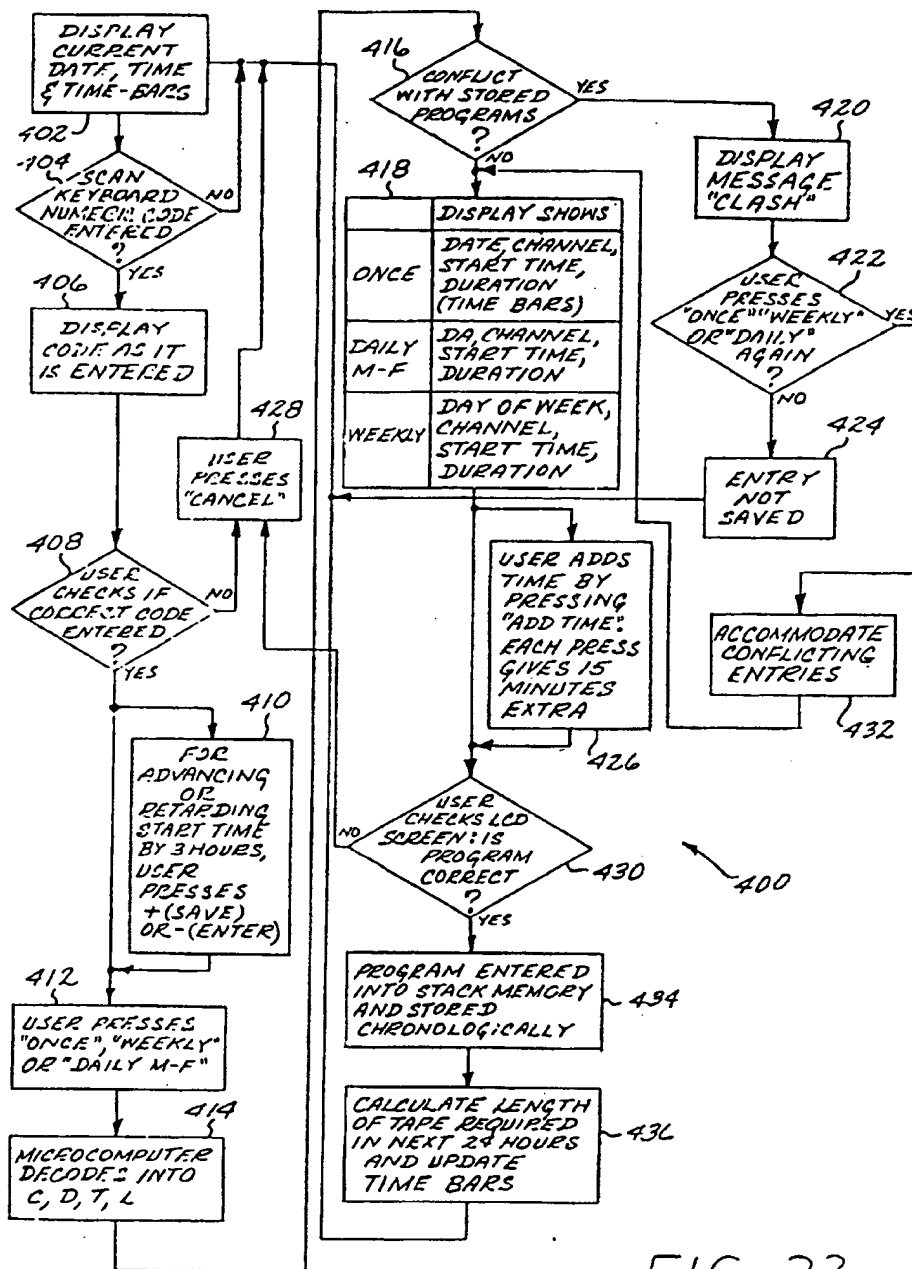 DISPLAY
CURRENT
DATE, TIME
& TIME-BARS
402
404
SCAN
KEYBOARD
NUMERIC CODE
ENTERED
?
NO
YES
406
DISPLAY
CODE AS IT
IS ENTERED
428
USER
PRESSES
"CANCEL"
408
USER
CHECKS IF
CORRECT CODE
ENTERED
?
NO
YES
410
FOR
ADVANCING
OR
RETARDING
START TIME
BY 3 HOURS,
USER
PRESSES
+(SAVE)
OR-(ENTER)
412
USER PRESSES
"ONCE", "WEEKLY"
OR "DAILY M-F"
414
MICROCOMPUTER
DECODES INTO
C, D, T, L
416
CONFLICT
WITH STORED
PROGRAMS
?
YES
NO
418
DISPLAY SHOWS
ONCE
DATE, CHANNEL,
START TIME,
DURATION
(TIME BARS)
DAILY
M-F
DA, CHANNEL,
START TIME,
DURATION
WEEKLY
DAY OF WEEK,
CHANNEL,
START TIME,
DURATION
420
DISPLAY
MESSAGE
"CLASH"
422
USER
PRESSES
"ONCE" "WEEKLY"
OR "DAILY"
AGAIN
?
YES
NO
424
ENTRY
NOT
SAVED
USER ADDS
TIME BY
PRESSING
"ADD TIME".
EACH PRESS
GIVES 15
MINUTES
EXTRA
426
ACCOMMODATE
CONFLICTING
ENTRIES
432
USER
CHECKS LCD
SCREEN: IS
PROGRAM
CORRECT
?
NO
430
YES
400
PROGRAM ENTERED
INTO STACK MEMORY
AND STORED
CHRONOLOGICALLY
434
CALCULATE LENGTH
OF TAPE REQUIRED
IN NEXT 24 HOURS
AND UPDATE
TIME BARS
436